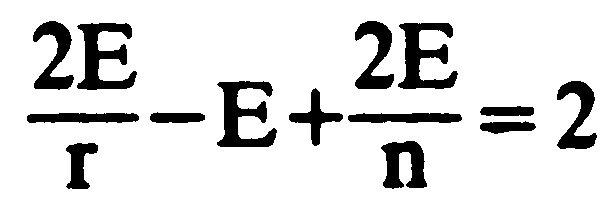 2E/r − E + 2E/n = 2